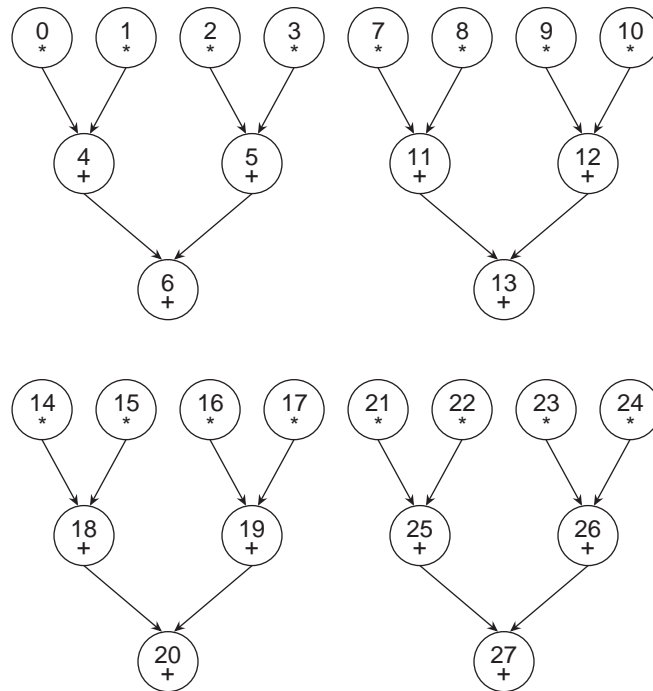 0 1 2 3 7 8 9 10
* * * * * * * *
4 5 11 12
+ + + +
6 13
+ +
14 15 16 17 21 22 23 24
* * * * * * * *
18 19 25 26
+ + + +
20 27
+ +